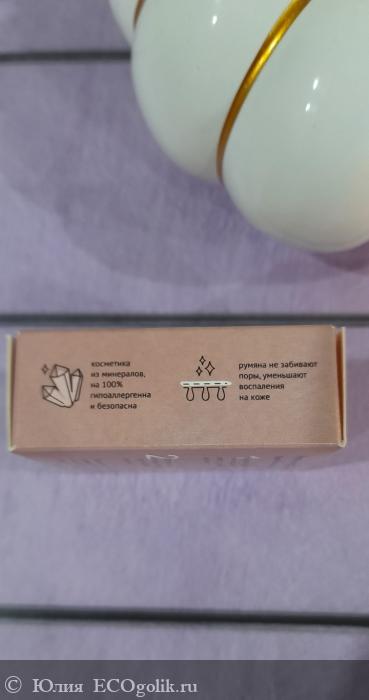 косметика
из минералов,
на 100%
гипоаллергенна
и безопасна
румяна не забивают
поры, уменьшают
воспаления
на коже
© Юлия ECOgolik.ru